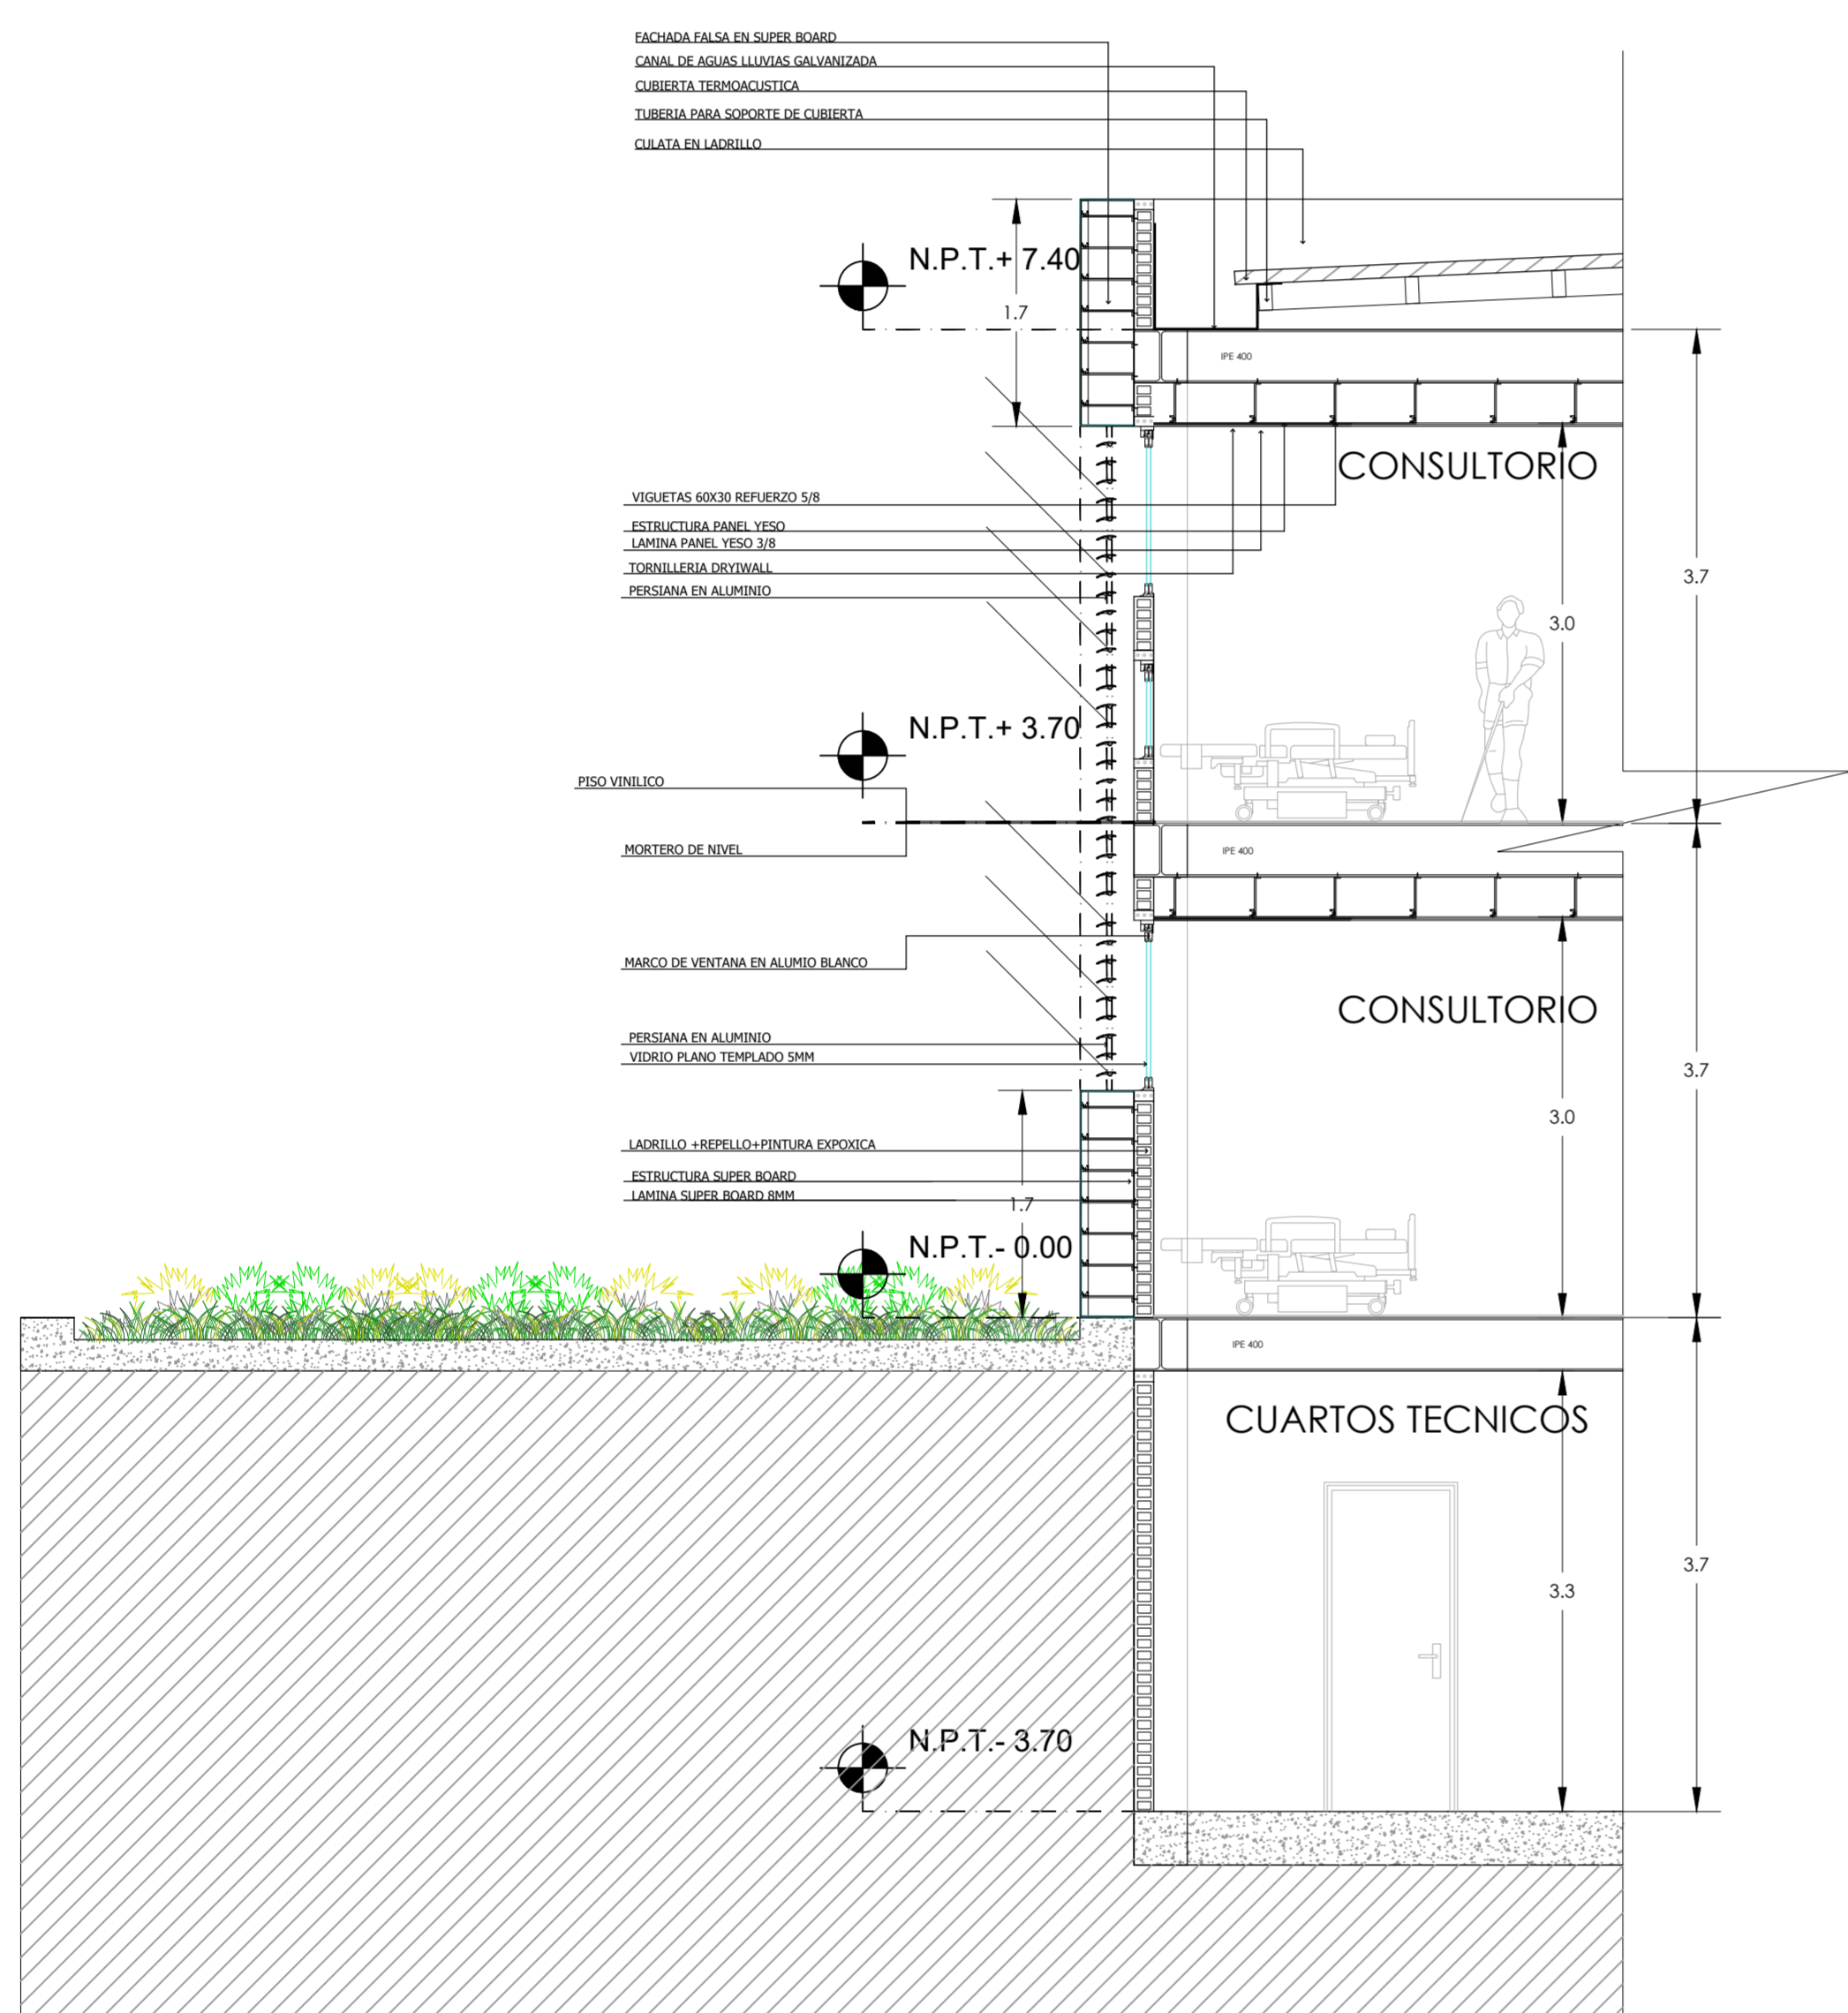 FACHADA FALSA EN SUPER BOARD
CANAL DE AGUAS LLUVIAS GALVANIZADA
CUBIERTA TERMOACUSTICA
TUBERIA PARA SOPORTE DE CUBIERTA
CULATA EN LADRILLO
N.P.T.+ 7.40
1.7
IPE 400
CONSULTORIO
VIGUETAS 60X30 REFUERZO 5/8
ESTRUCTURA PANEL YESO
LAMINA PANEL YESO 3/8
TORNILLERIA DRYIWALL
PERSIANA EN ALUMINIO
3.7
3.0
N.P.T.+ 3.70
PISO VINILICO
MORTERO DE NIVEL
IPE 400
MARCO DE VENTANA EN ALUMIO BLANCO
CONSULTORIO
PERSIANA EN ALUMINIO
VIDRIO PLANO TEMPLADO 5MM
3.7
3.0
LADRILLO +REPELLO+PINTURA EXPOXICA
ESTRUCTURA SUPER BOARD
LAMINA SUPER BOARD 8MM
1.7
N.P.T.- 0.00
IPE 400
CUARTOS TECNICOS
3.7
3.3
N.P.T.- 3.70